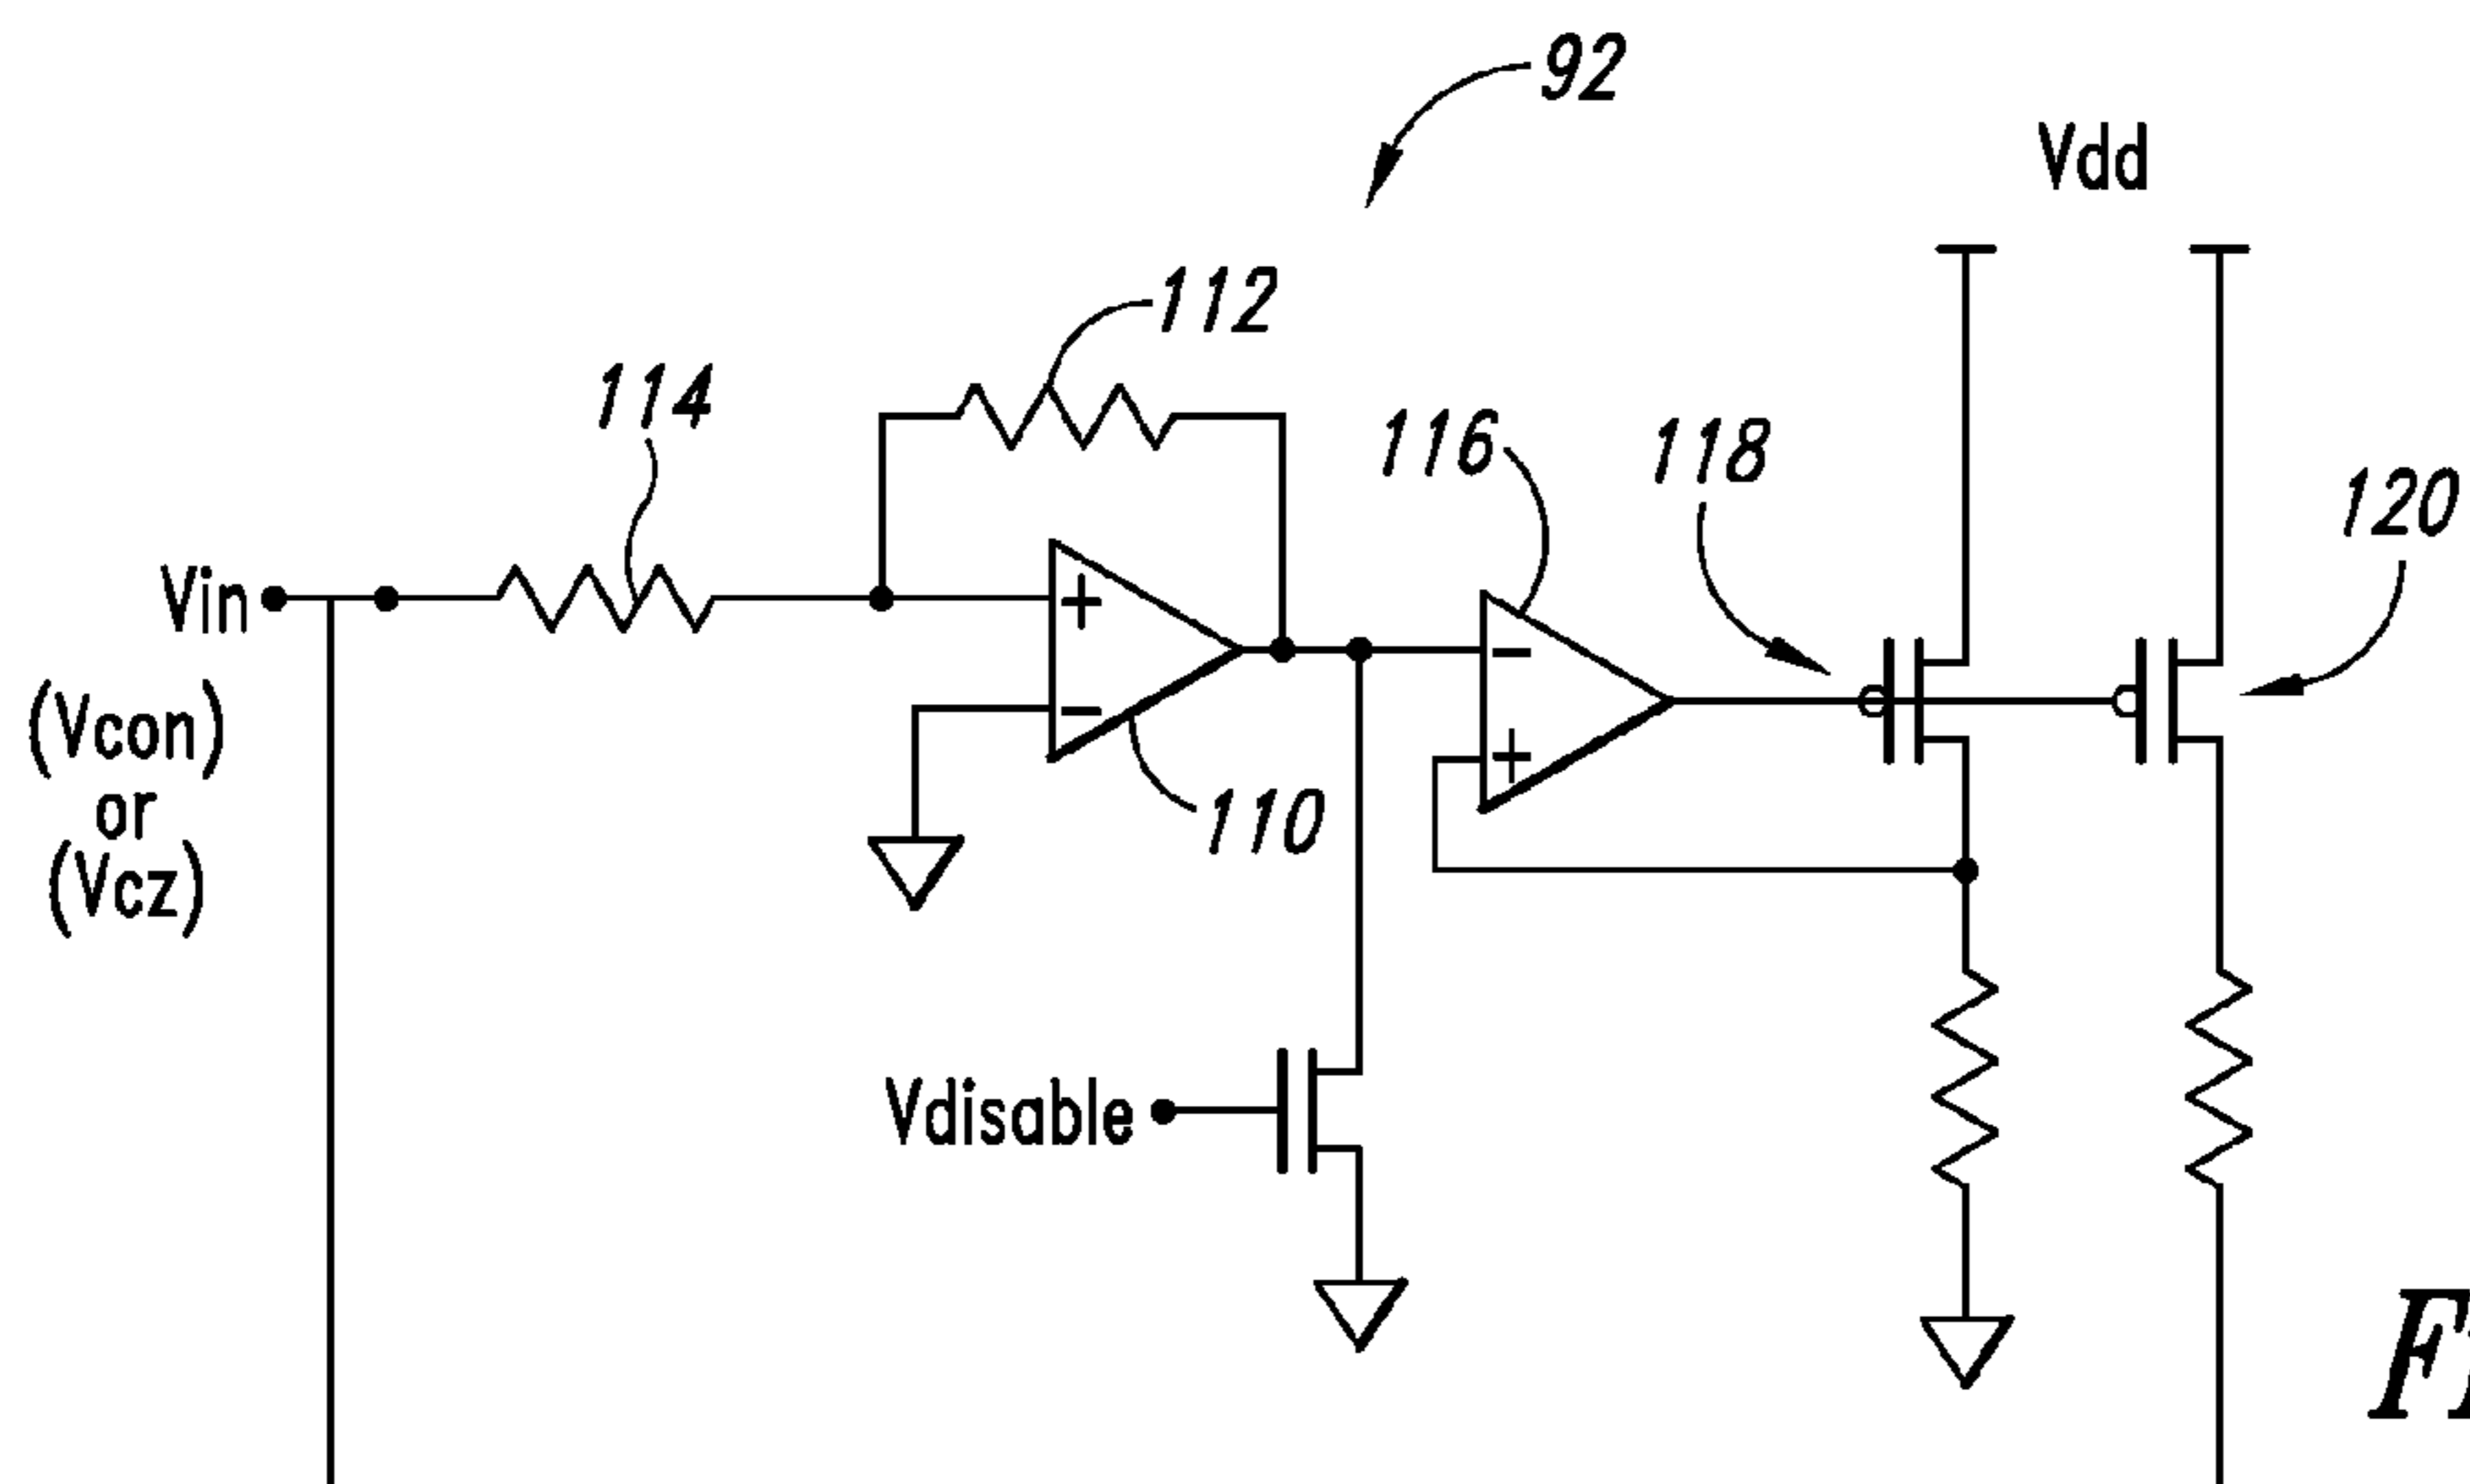 92
Vdd
112
114
116
118
120
Vin
(Vcon)
or
(Vcz)
+
−
−
+
110
Vdisable